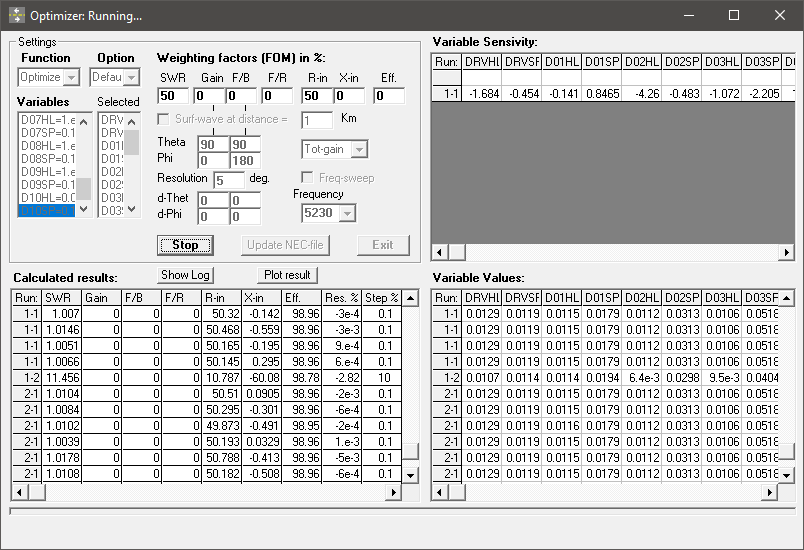 Optimizer: Running...
Settings
Function Option
Optimize Defau
Variables Selected
D07HL=1.e
D07SP=0.1
D08HL=1.e
D08SP=0.1
D09HL=1.e
D09SP=0.1
D10HL=0.0
DRV
DRV
D01H
D01S
D02H
D02S
D03H
D03S
Weighting factors (FOM) in %:
SWR Gain F/B F/R R-in X-in Eff.
50 0 0 0 50 0 0
Surf-wave at distance = 1 Km
Theta 90 90
Phi 0 180
Tot-gain
Resolution 5 deg.
Freq-sweep
d-Thet 0 0
d-Phi 0 0
Frequency
5230
Stop Update NEC-file Exit
Variable Sensivity:
Run: DRVHL DRVSF D01HL D01SP D02HL D02SP D03HL D03SP
1-1 -1.684 -0.454 -0.141 0.8465 -4.26 -0.483 -1.072 -2.205
Calculated results: Show Log Plot result
Run: SWR Gain F/B F/R R-in X-in Eff. Res. % Step %
1-1 1.007 0 0 0 50.32 -0.142 98.96 -3e-4 0.1
1-1 1.0146 0 0 0 50.468 -0.559 98.96 -3e-3 0.1
1-1 1.0051 0 0 0 50.165 -0.195 98.96 9.e-4 0.1
1-1 1.0066 0 0 0 50.145 0.295 98.96 6.e-4 0.1
1-2 11.456 0 0 0 10.787 -60.08 98.78 -2.82 10
2-1 1.0104 0 0 0 50.51 0.0905 98.96 -2e-3 0.1
2-1 1.0084 0 0 0 50.295 -0.301 98.96 -6e-4 0.1
2-1 1.0102 0 0 0 49.873 -0.491 98.95 -2e-4 0.1
2-1 1.0039 0 0 0 50.193 0.0329 98.96 1.e-3 0.1
2-1 1.0178 0 0 0 50.788 -0.413 98.96 -5e-3 0.1
2-1 1.0108 0 0 0 50.182 -0.508 98.96 -6e-4 0.1
Variable Values:
Run: DRVHL DRVSF D01HL D01SP D02HL D02SP D03HL D03SF
1-1 0.0129 0.0119 0.0115 0.0179 0.0112 0.0313 0.0106 0.0518
1-1 0.0129 0.0119 0.0115 0.0179 0.0112 0.0313 0.0106 0.0518
1-1 0.0129 0.0119 0.0115 0.0179 0.0112 0.0313 0.0106 0.0518
1-1 0.0129 0.0119 0.0115 0.0179 0.0112 0.0313 0.0106 0.0518
1-2 0.0107 0.0114 0.0114 0.0194 6.4e-3 0.0298 9.5e-3 0.0404
2-1 0.0129 0.0119 0.0115 0.0179 0.0112 0.0313 0.0106 0.0518
2-1 0.0129 0.0119 0.0115 0.0179 0.0112 0.0313 0.0106 0.0518
2-1 0.0129 0.0119 0.0116 0.0179 0.0112 0.0313 0.0106 0.0518
2-1 0.0129 0.0119 0.0115 0.0179 0.0112 0.0313 0.0106 0.0518
2-1 0.0129 0.0119 0.0115 0.0179 0.0112 0.0313 0.0106 0.0518
2-1 0.0129 0.0119 0.0115 0.0179 0.0112 0.0313 0.0106 0.0518